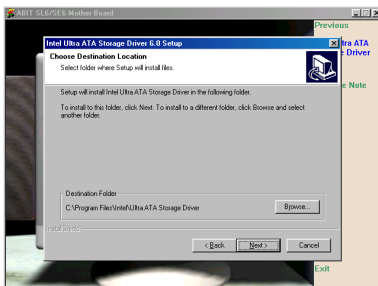 ABIT SL6/SE6 Mother Board
Previous
Intel Ultra ATA Storage Driver 6.0 Setup
tra ATA
Driver
Choose Destination Location
Select folder where Setup will install files.
e Note
Setup will install Intel Ultra ATA Storage Driver in the following folder.
To install to this folder, click Next. To install to a different folder, click Browse and select
another folder.
Destination Folder
C:\Program Files\Intel\Ultra ATA Storage Driver
Browse...
InstallShield
< Back
Next >
Cancel
Exit